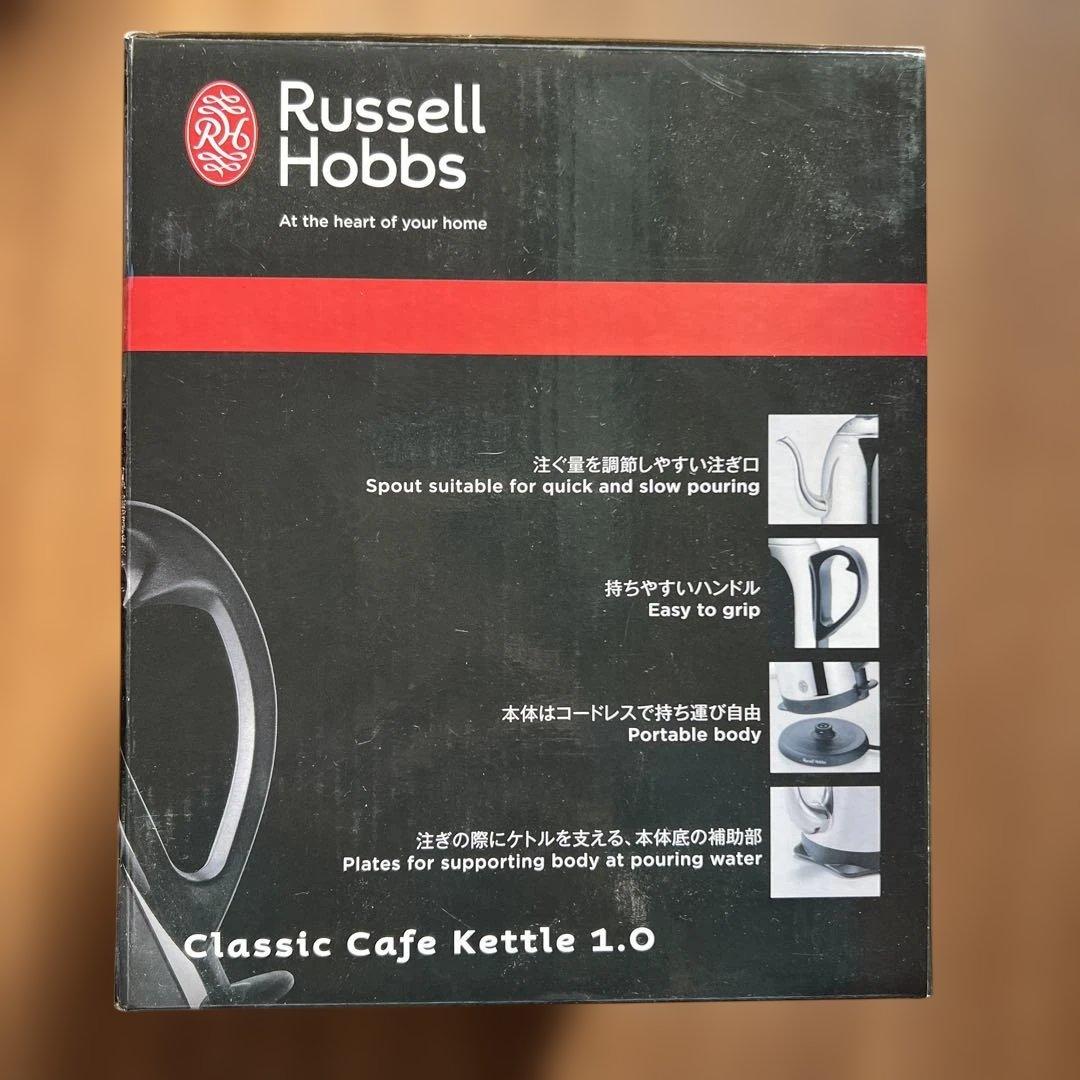 RH
Russell
Hobbs
At the heart of your home
注ぐ量を調節しやすい注ぎ口
Spout suitable for quick and slow pouring
持ちやすいハンドル
Easy to grip
本体はコードレスで持ち運び自由
Portable body
Russell Hobbs
注ぎの際にケトルを支える、本体底の補助部
Plates for supporting body at pouring water
Classic Cafe Kettle 1.0